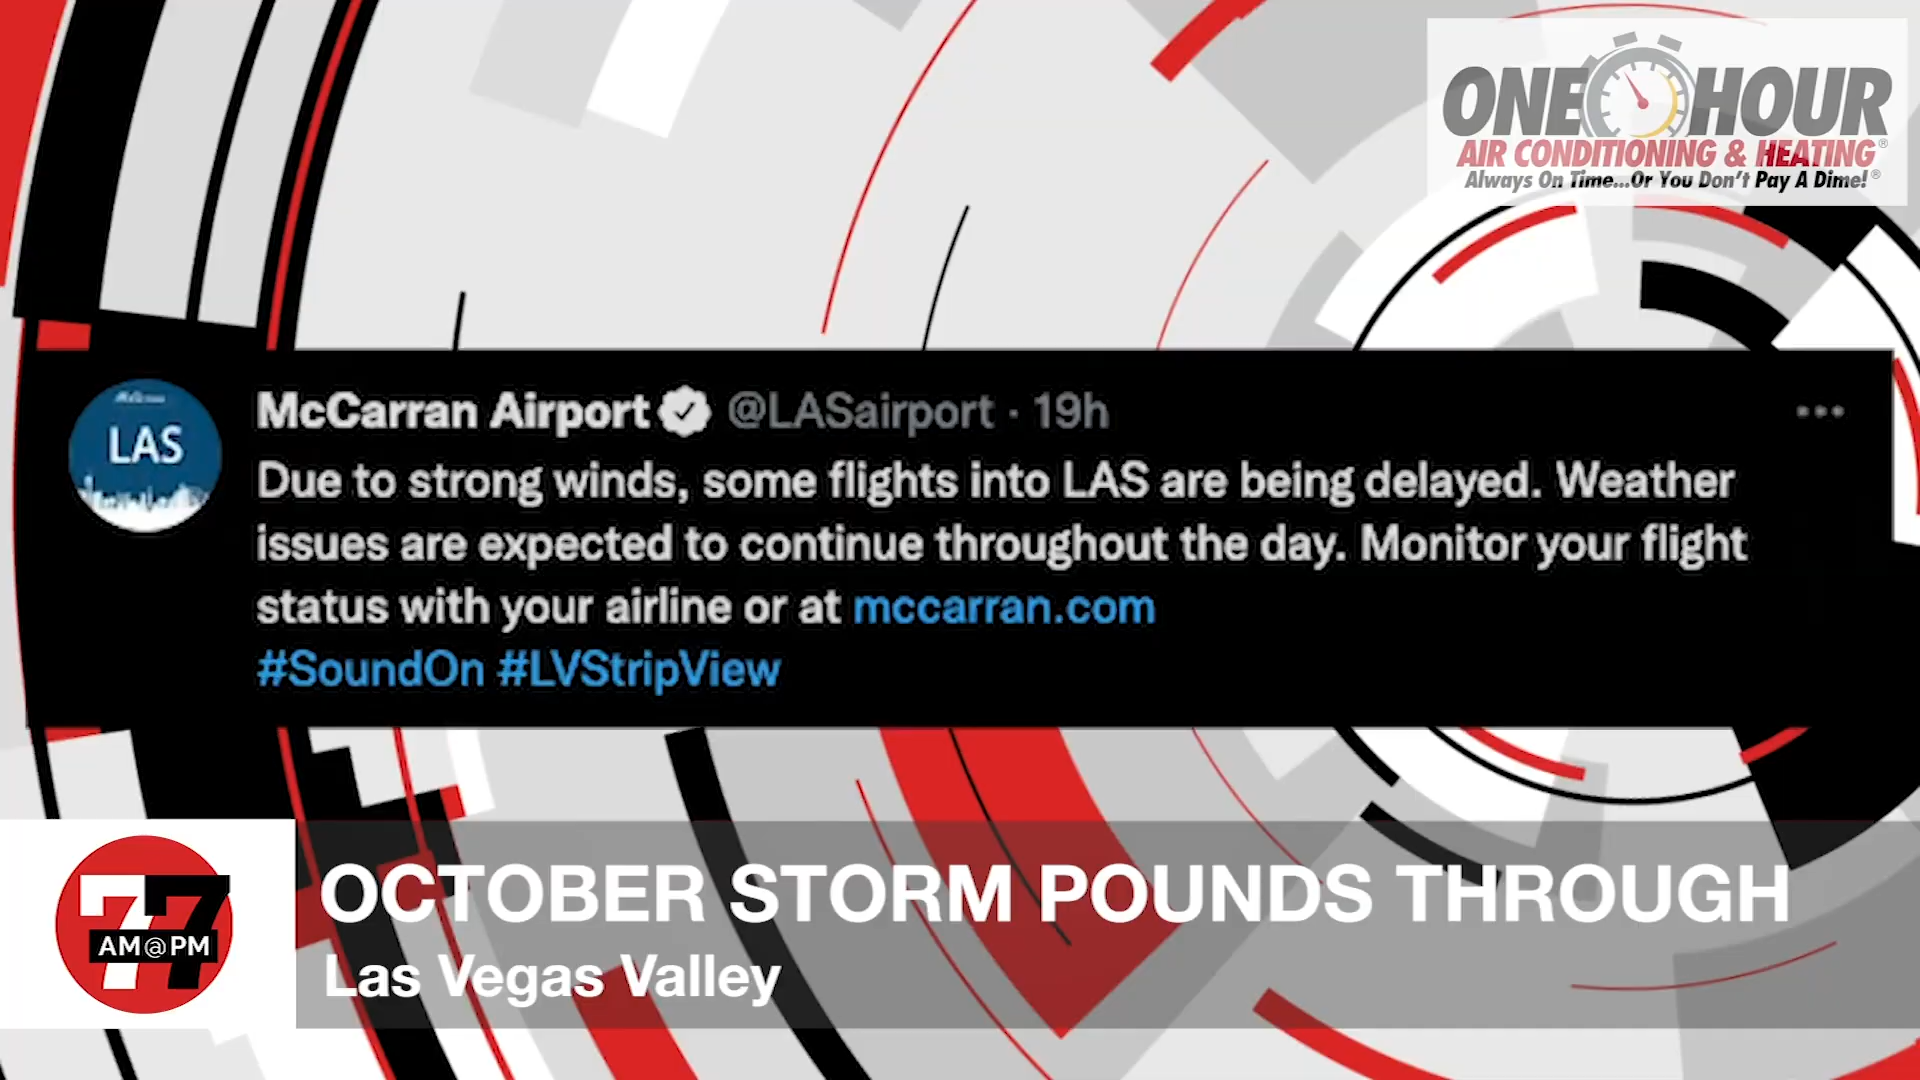 ONE HOUR
AIR CONDITIONING & HEATING®
Always On Time...Or You Don't Pay A Dime!®
McCarran Airport @LASairport · 19h
LAS
Due to strong winds, some flights into LAS are being delayed. Weather
issues are expected to continue throughout the day. Monitor your flight
status with your airline or at mccarran.com
#SoundOn #LVStripView
77
AM@PM
OCTOBER STORM POUNDS THROUGH
Las Vegas Valley